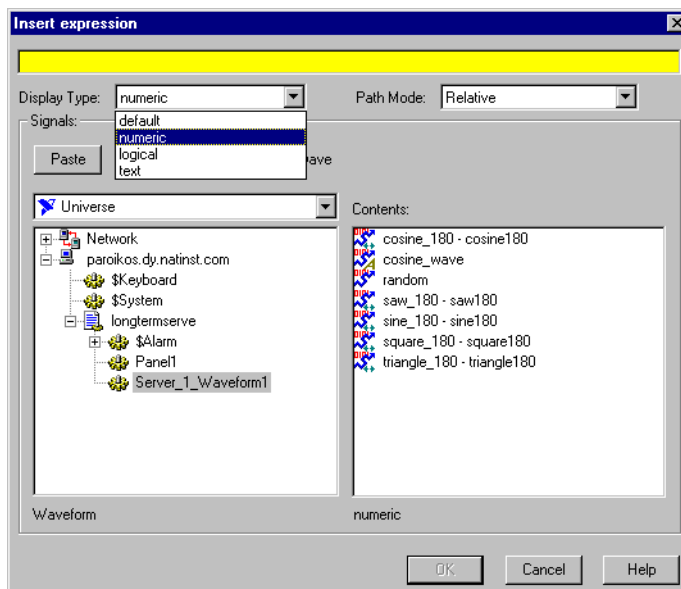 Insert expression
Display Type: numeric Path Mode: Relative
default
numeric
logical
text
Signals:
Paste
Universe
Contents:
Network
paroikos.dy.natinst.com
$Keyboard
$System
longtermserve
$Alarm
Panel1
Server_1_Waveform1
cosine_180 - cosine180
cosine_wave
random
saw_180 - saw180
sine_180 - sine180
square_180 - square180
triangle_180 - triangle180
Waveform
numeric
OK Cancel Help